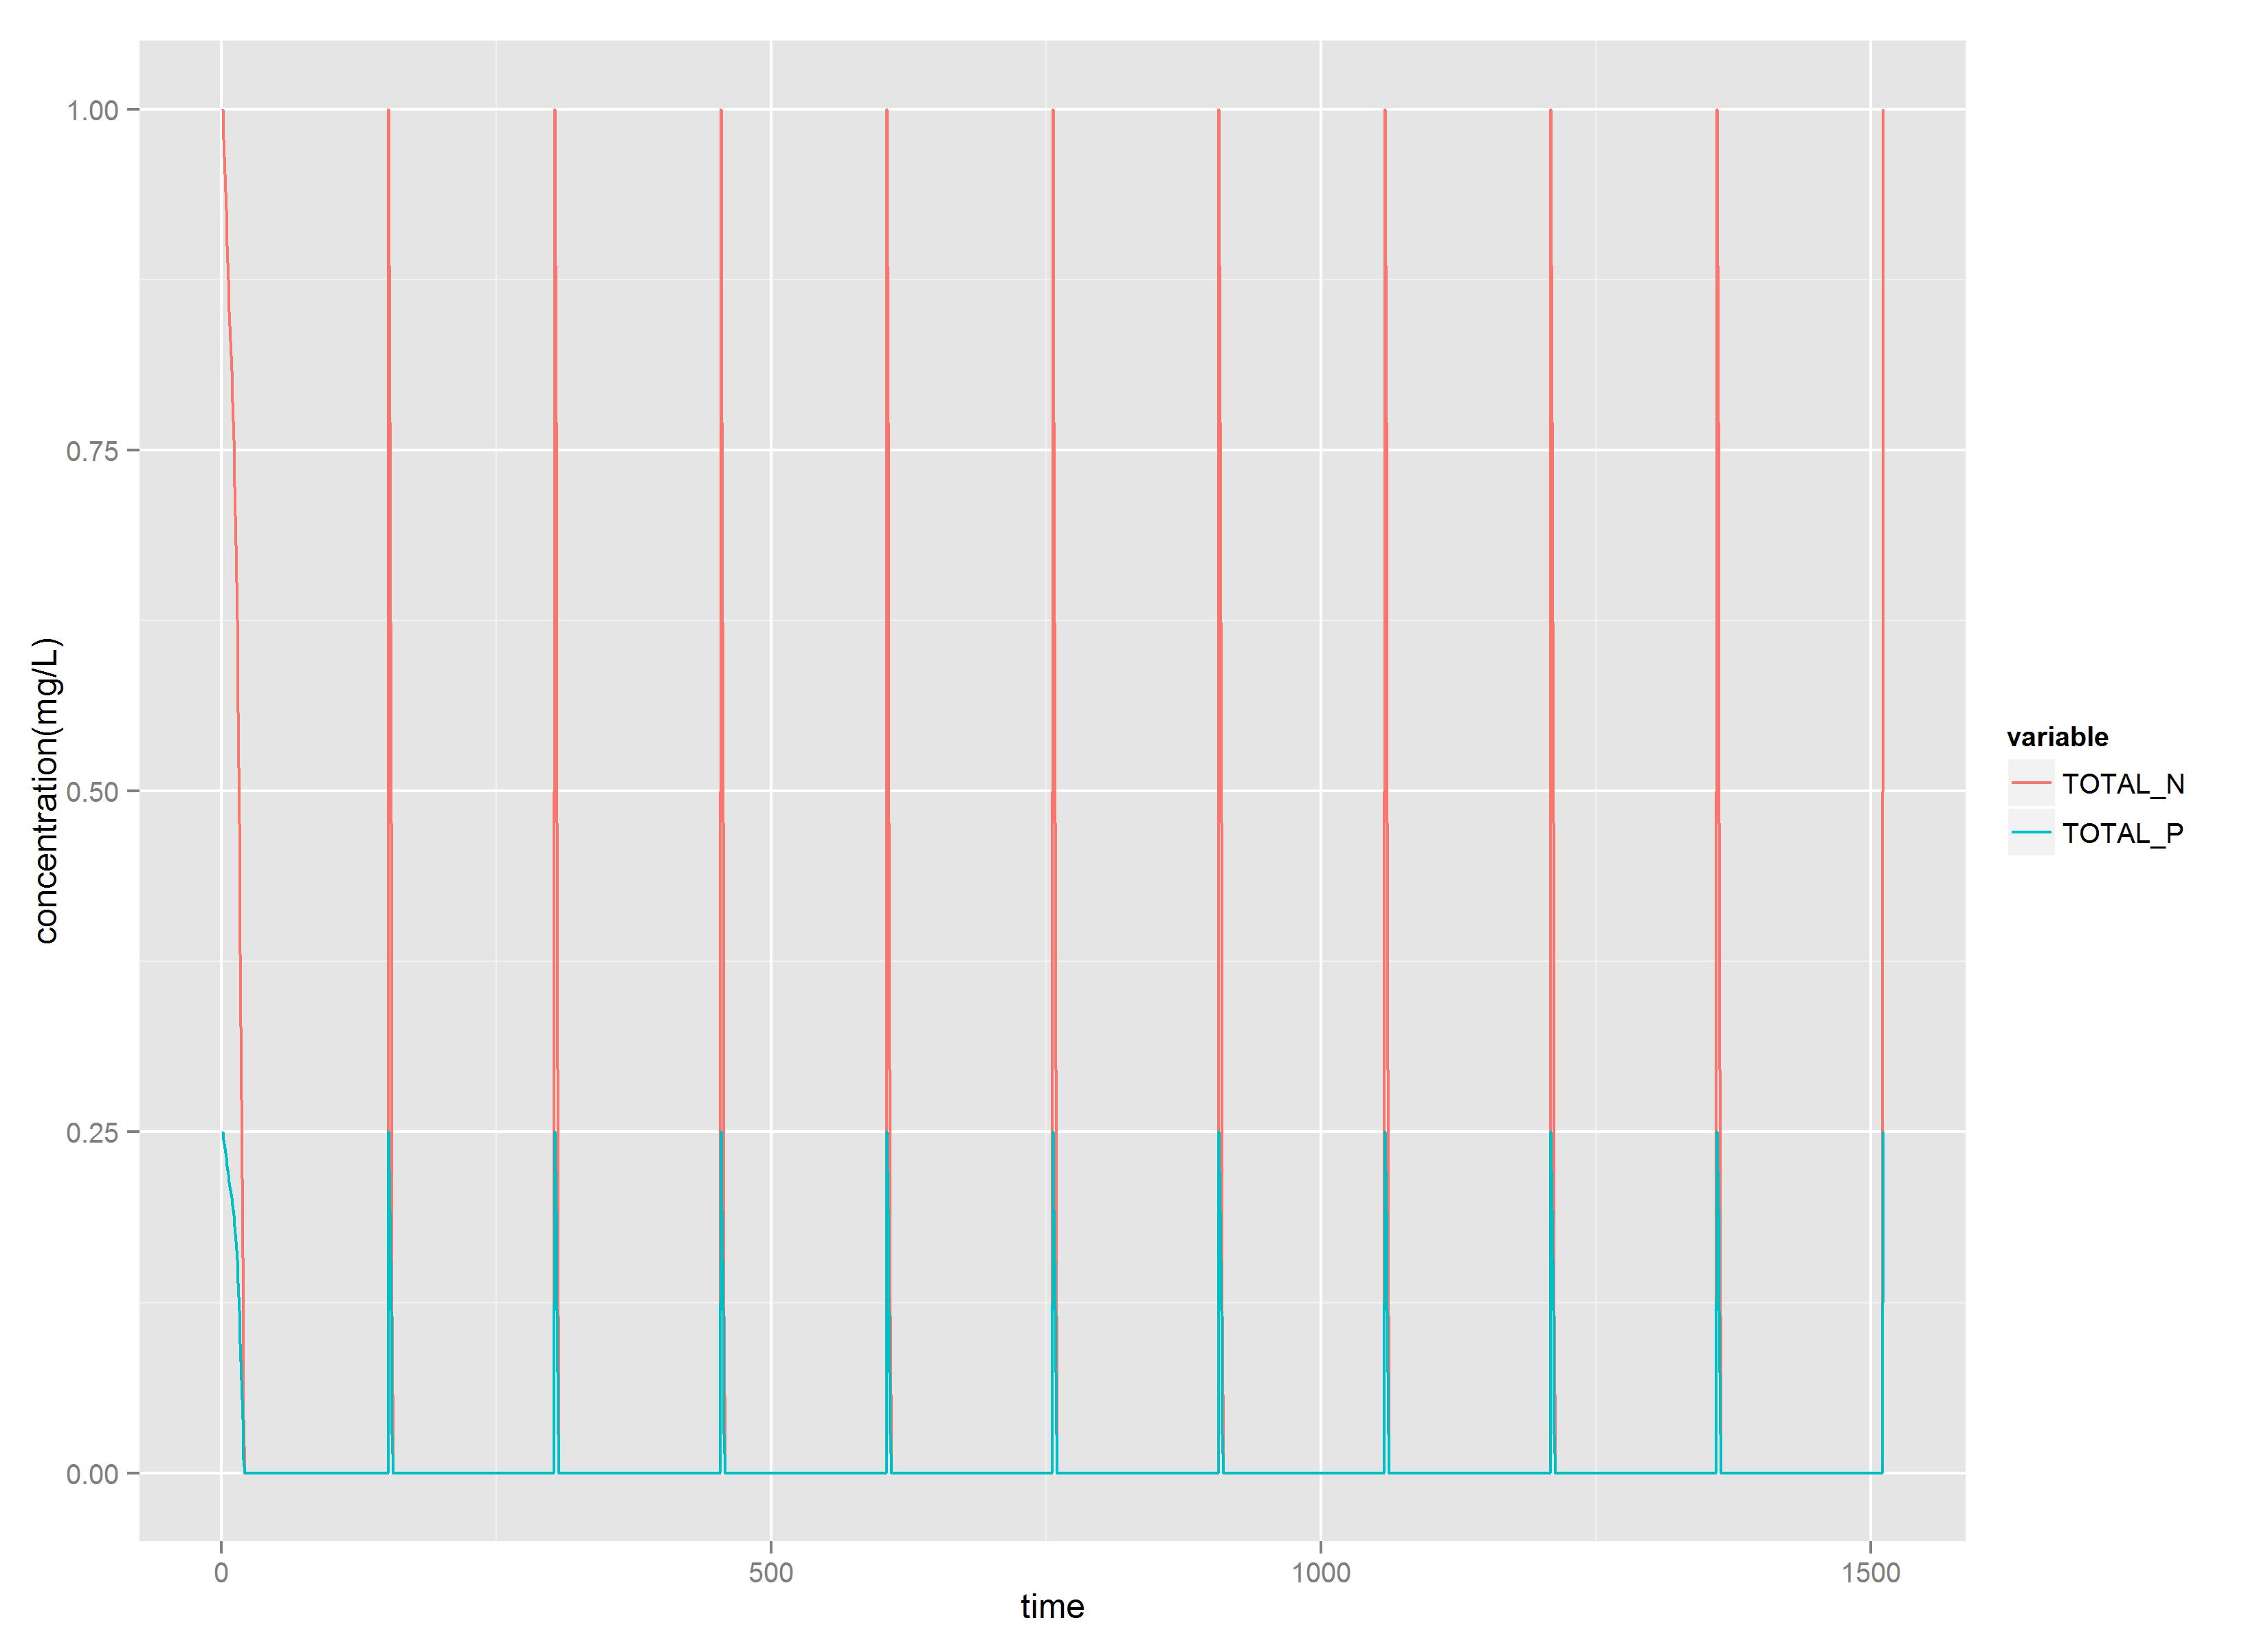 concentration(mg/L)
1.00
0.75
0.50
0.25
0.00
0 500 1000 1500
time
variable
TOTAL_N
TOTAL_P